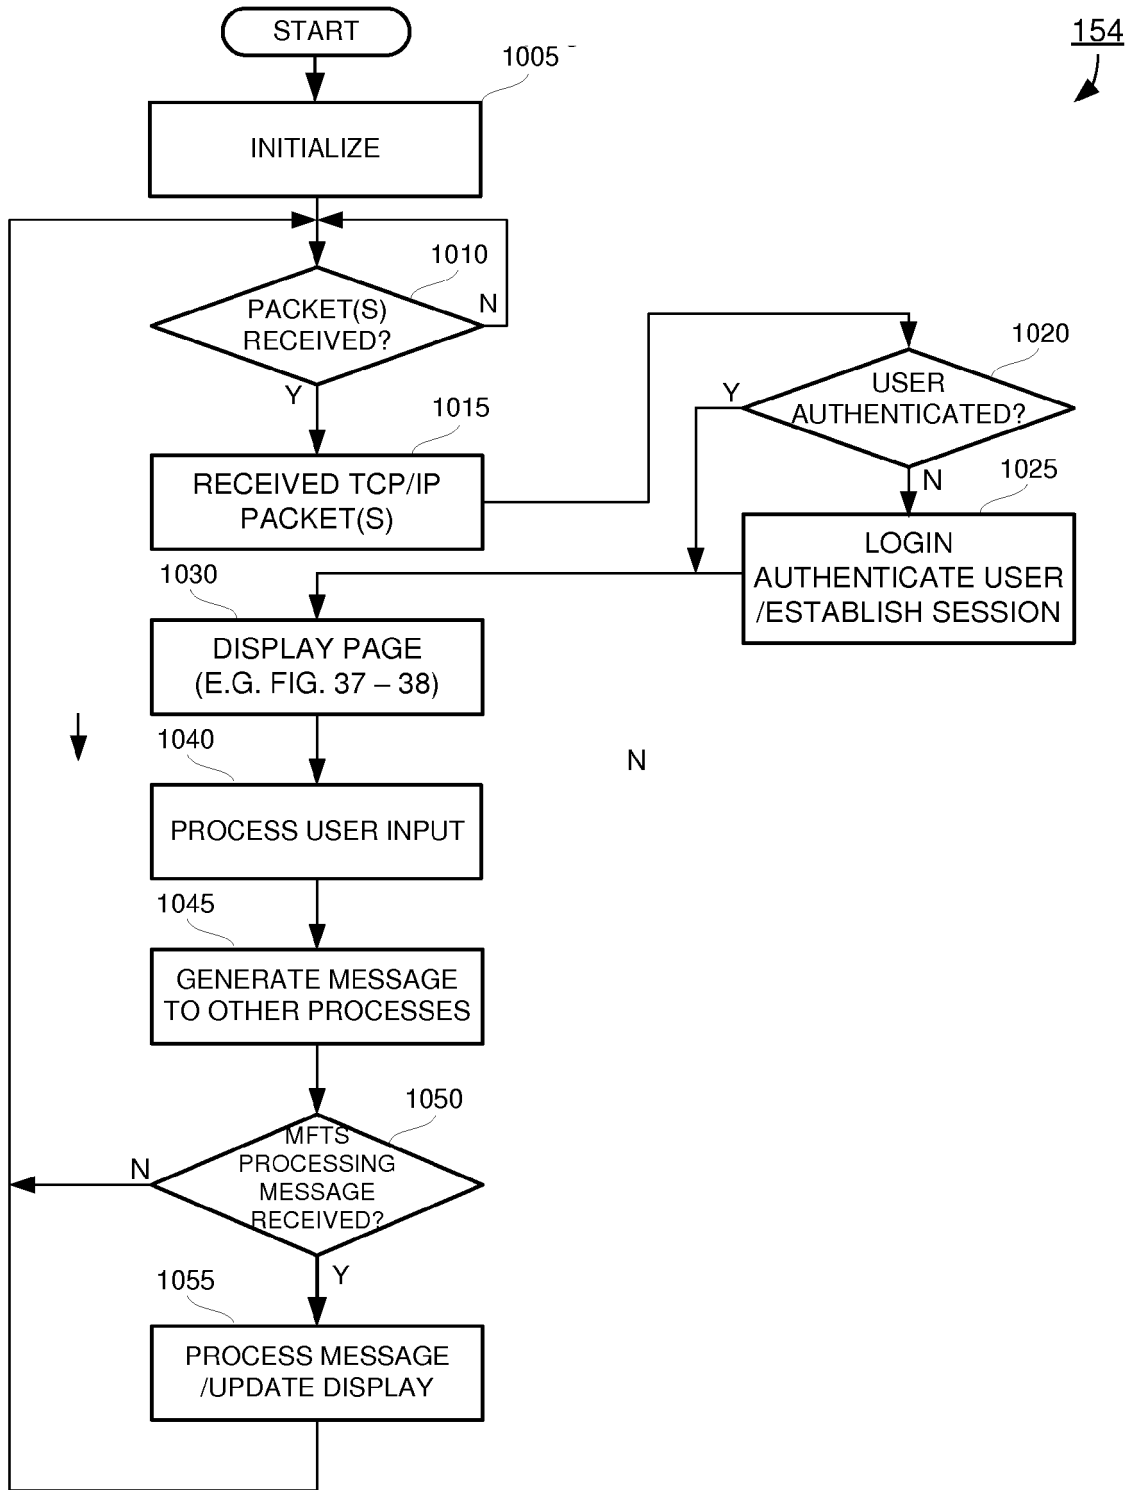 START
154
1005
INITIALIZE
1010
PACKET(S)
RECEIVED?
N
Y
1015
RECEIVED TCP/IP
PACKET(S)
1020
USER
AUTHENTICATED?
Y
N
1025
LOGIN
AUTHENTICATE USER
/ESTABLISH SESSION
1030
DISPLAY PAGE
(E.G. FIG. 37 – 38)
1040
N
PROCESS USER INPUT
1045
GENERATE MESSAGE
TO OTHER PROCESSES
1050
MFTS
PROCESSING
MESSAGE
RECEIVED?
N
Y
1055
PROCESS MESSAGE
/UPDATE DISPLAY